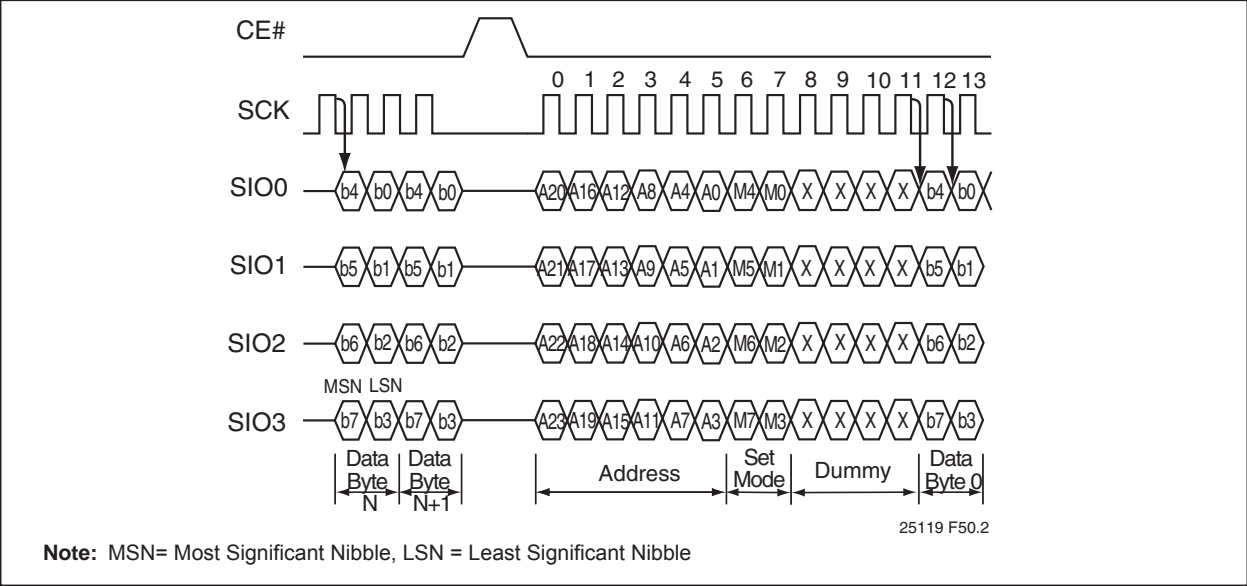 CE#
0 1 2 3 4 5 6 7 8 9 10 11 12 13
SCK
SIO0 b4 b0 b4 b0 A20 A16 A12 A8 A4 A0 M4 M0 X X X X b4 b0
SIO1 b5 b1 b5 b1 A21 A17 A13 A9 A5 A1 M5 M1 X X X X b5 b1
SIO2 b6 b2 b6 b2 A22 A18 A14 A10 A6 A2 M6 M2 X X X X b6 b2
MSN LSN
SIO3 b7 b3 b7 b3 A23 A19 A15 A11 A7 A3 M7 M3 X X X X b7 b3
Data Byte N
Data Byte N+1
Address
Set Mode
Dummy
Data Byte 0
25119 F50.2
Note: MSN= Most Significant Nibble, LSN = Least Significant Nibble